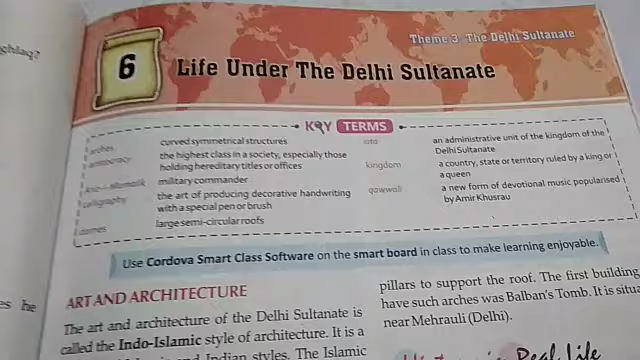 ghlaq?
Theme 3 The Delhi Sultanate
6
Life Under The Delhi Sultanate
KEY TERMS
arches curved symmetrical structures
aristocracy the highest class in a society, especially those
holding hereditary titles or offices
military commander
calligraphy the art of producing decorative handwriting
with a special pen or brush
domes large semi-circular roofs
iqta an administrative unit of the kingdom of the
Delhi Sultanate
kingdom a country, state or territory ruled by a king or
a queen
qawwali a new form of devotional music popularised
by Amir Khusrau
Use Cordova Smart Class Software on the smart board in class to make learning enjoyable.
es he
ART AND ARCHITECTURE
The art and architecture of the Delhi Sultanate is
called the Indo-Islamic style of architecture. It is a
and Indian styles. The Islamic
pillars to support the roof. The first building
have such arches was Balban's Tomb. It is situa
near Mehrauli (Delhi).
Real Life